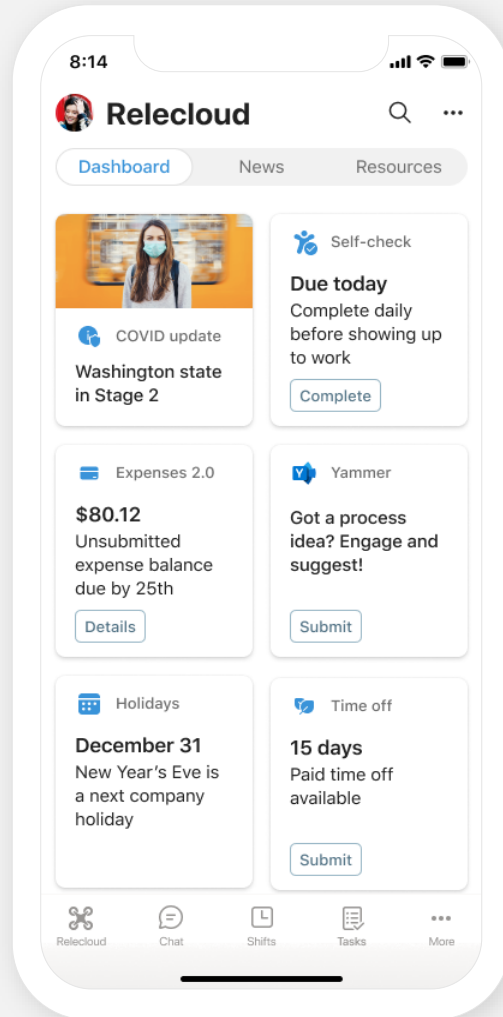 8:14
Relecloud
Dashboard
News
Resources
COVID update
Washington state
in Stage 2
Self-check
Due today
Complete daily
before showing up
to work
Complete
Expenses 2.0
$80.12
Unsubmitted
expense balance
due by 25th
Details
Yammer
Got a process
idea? Engage and
suggest!
Submit
Holidays
December 31
New Year's Eve is
a next company
holiday
Time off
15 days
Paid time off
available
Submit
Relecloud
Chat
Shifts
Tasks
More